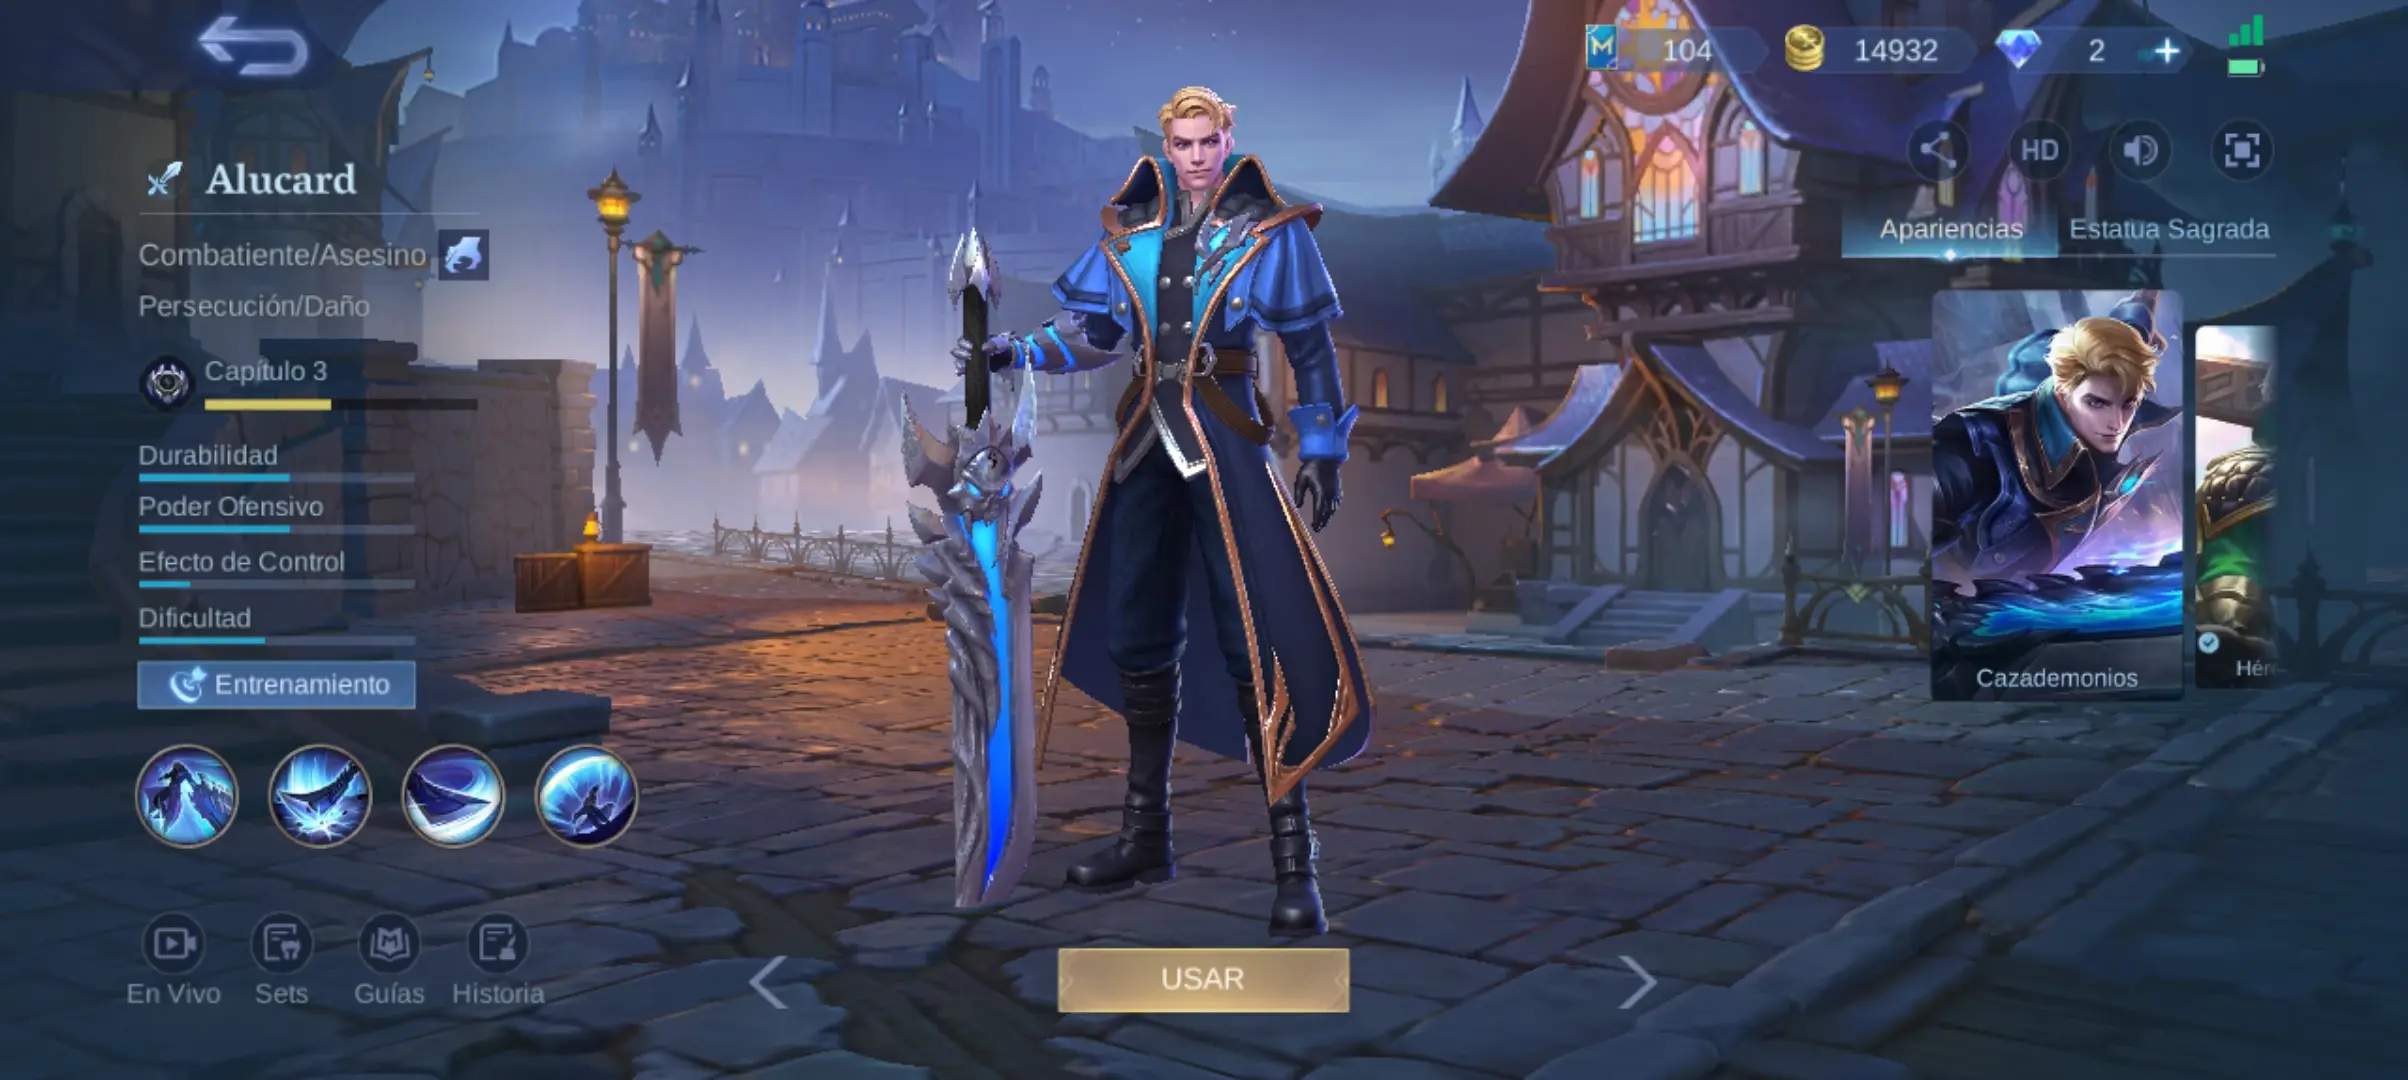 104
14932
2
Alucard
HD
Apariencias
Estatua Sagrada
Combatiente/Asesino
Persecución/Daño
Capítulo 3
Durabilidad
Poder Ofensivo
Efecto de Control
Dificultad
Entrenamiento
Cazademonios
Hér
En Vivo
Sets
Guías
Historia
USAR